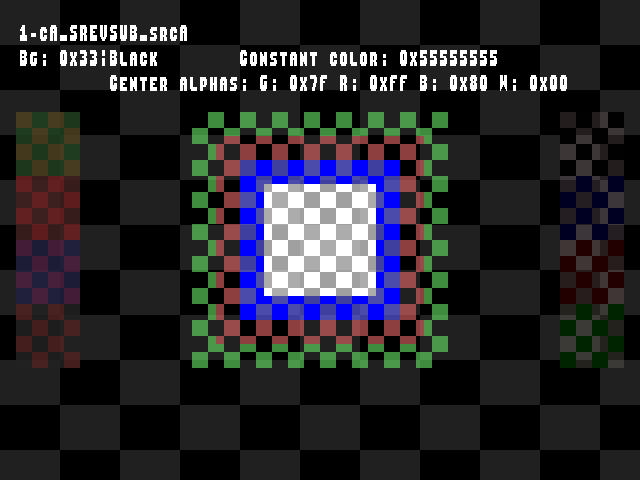 1-cA_SREVSUB_srcA
Bg: 0x33¦Black Constant color: 0x55555555
Center alphas: G: 0x7f R: 0xff B: 0x80 W: 0x00